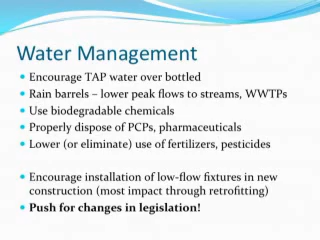 Water Management
Encourage TAP water over bottled
Rain barrels – lower peak flows to streams, WWTPs
Use biodegradable chemicals
Properly dispose of PCPs, pharmaceuticals
Lower (or eliminate) use of fertilizers, pesticides
Encourage installation of low-flow fixtures in new
construction (most impact through retrofitting)
Push for changes in legislation!